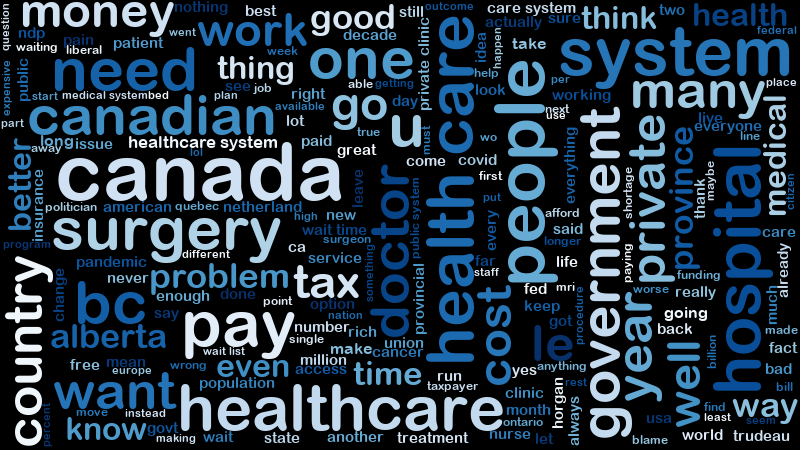 question
ndp
waiting
liberal
money
nothing
went
pain
patient
best
decade
week
work
good
still
outcome
care system
actually
sure
idea
happen
think
two
health
federal
expensive
public
need
thing
one
private clinic
help
look
take
system
start
medical systembed
plan
see
job
able
getting
right
available
go
day
per
working
many
place
part
canadian
lot
paid
true
u
must
wo
next
use
live
everyone
line
long
issue
away
healthcare system
lol
great
come
covid
first
people
everything
government
shortage
thank
maybe
medical
citizen
better
insurance
canada
leave
doctor
public system
health care
put
every
afford
said
longer
private
province
hospital
care
politician
american
quebec
netherland
high
new
wait time
surgeon
surgery
different
ca
service
something
far
staff
life
paying
already
program
pandemic
never
problem
tax
option
nation
provincial
cost
fed
mri
procedure
year
worse
funding
really
much
country
change
bc
say
enough
done
point
pay
number
single
rich
union
keep
got
le
going
back
made
fact
alberta
wait list
make
cancer
million
access
yes
anything
well
billion
bad
bill
free
mean
europe
wrong
population
even
time
run
taxpayer
clinic
rest
horgan
want
move
instead
healthcare
month
ontario
always
usa
find
least
way
seem
percent
know
govt
making
wait
state
another
treatment
nurse
let
blame
world
trudeau